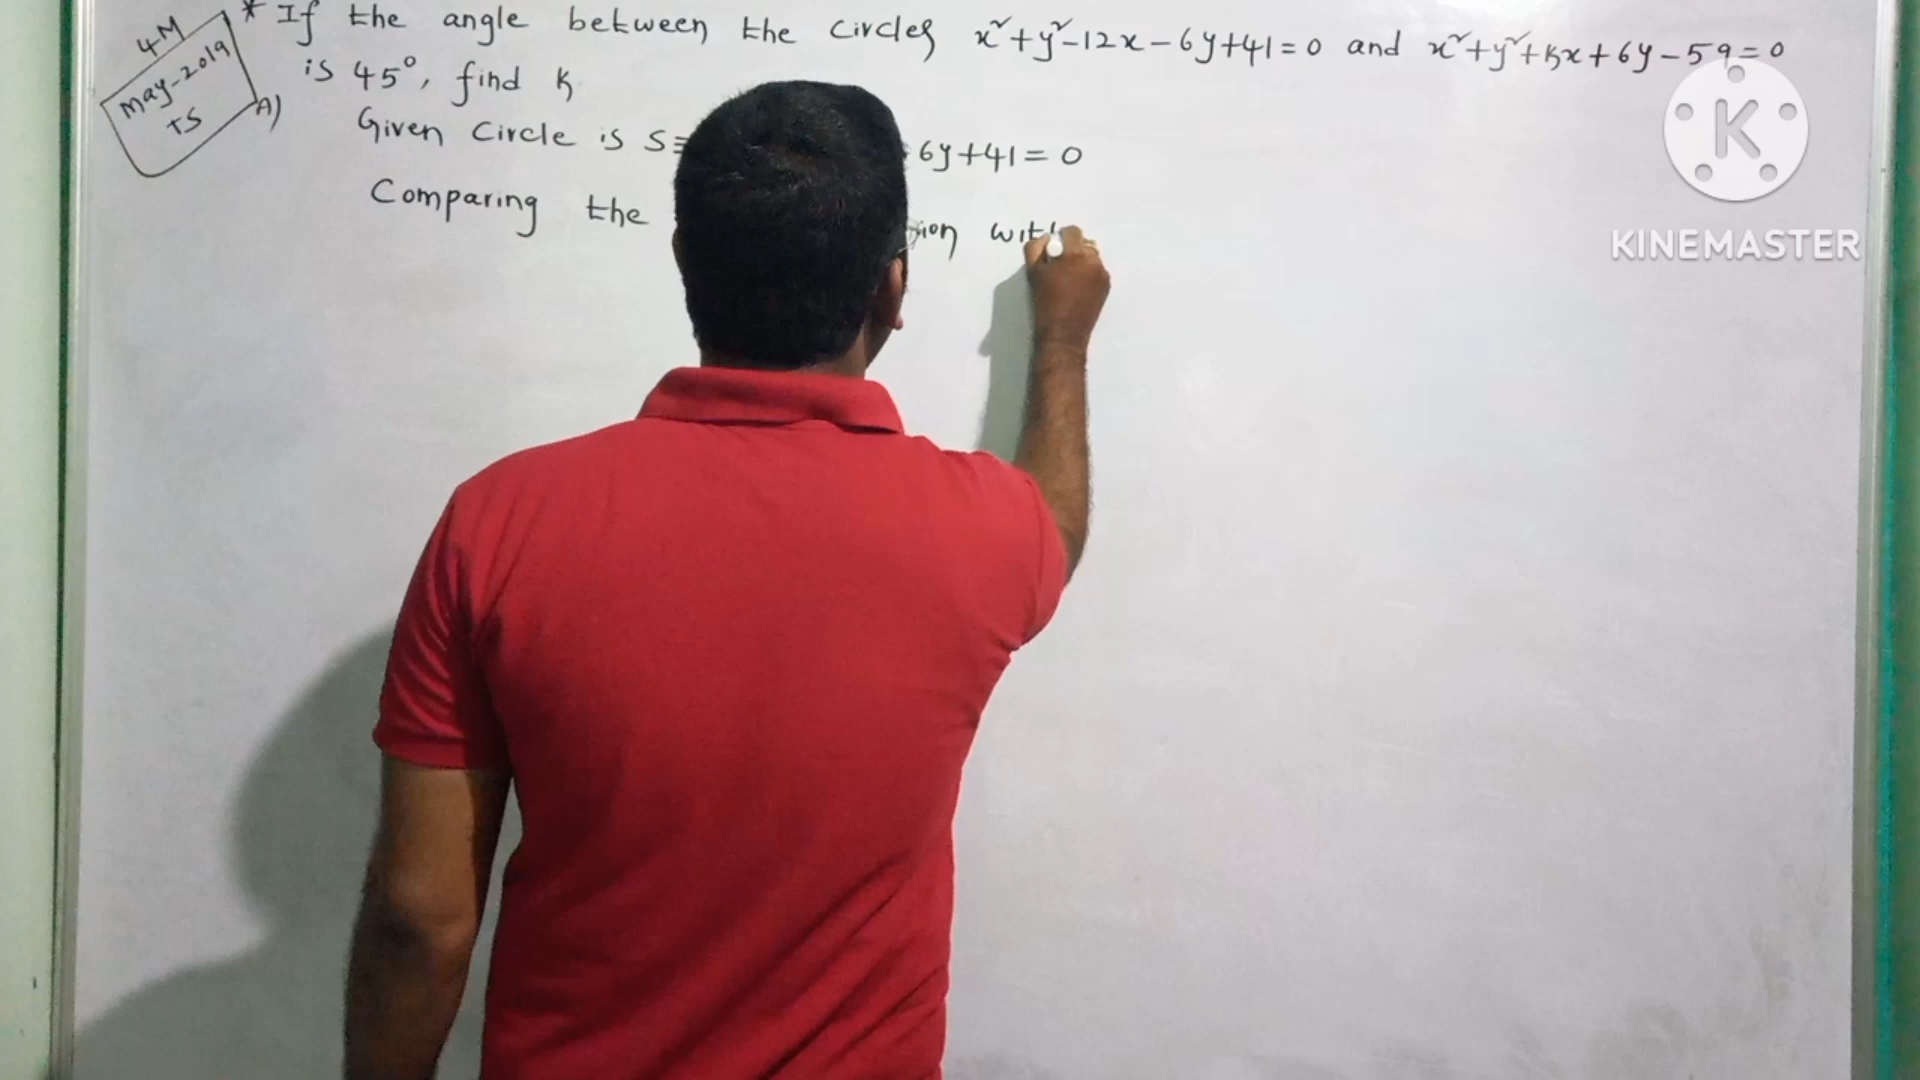 4M
May-2019
TS
* If the angle between the circles x²+y²-12x-6y+41=0 and x²+y²+kx+6y-59=0
is 45°, find k
A)
Given Circle is S≡ 6y+41=0
Comparing the with
K
KINEMASTER